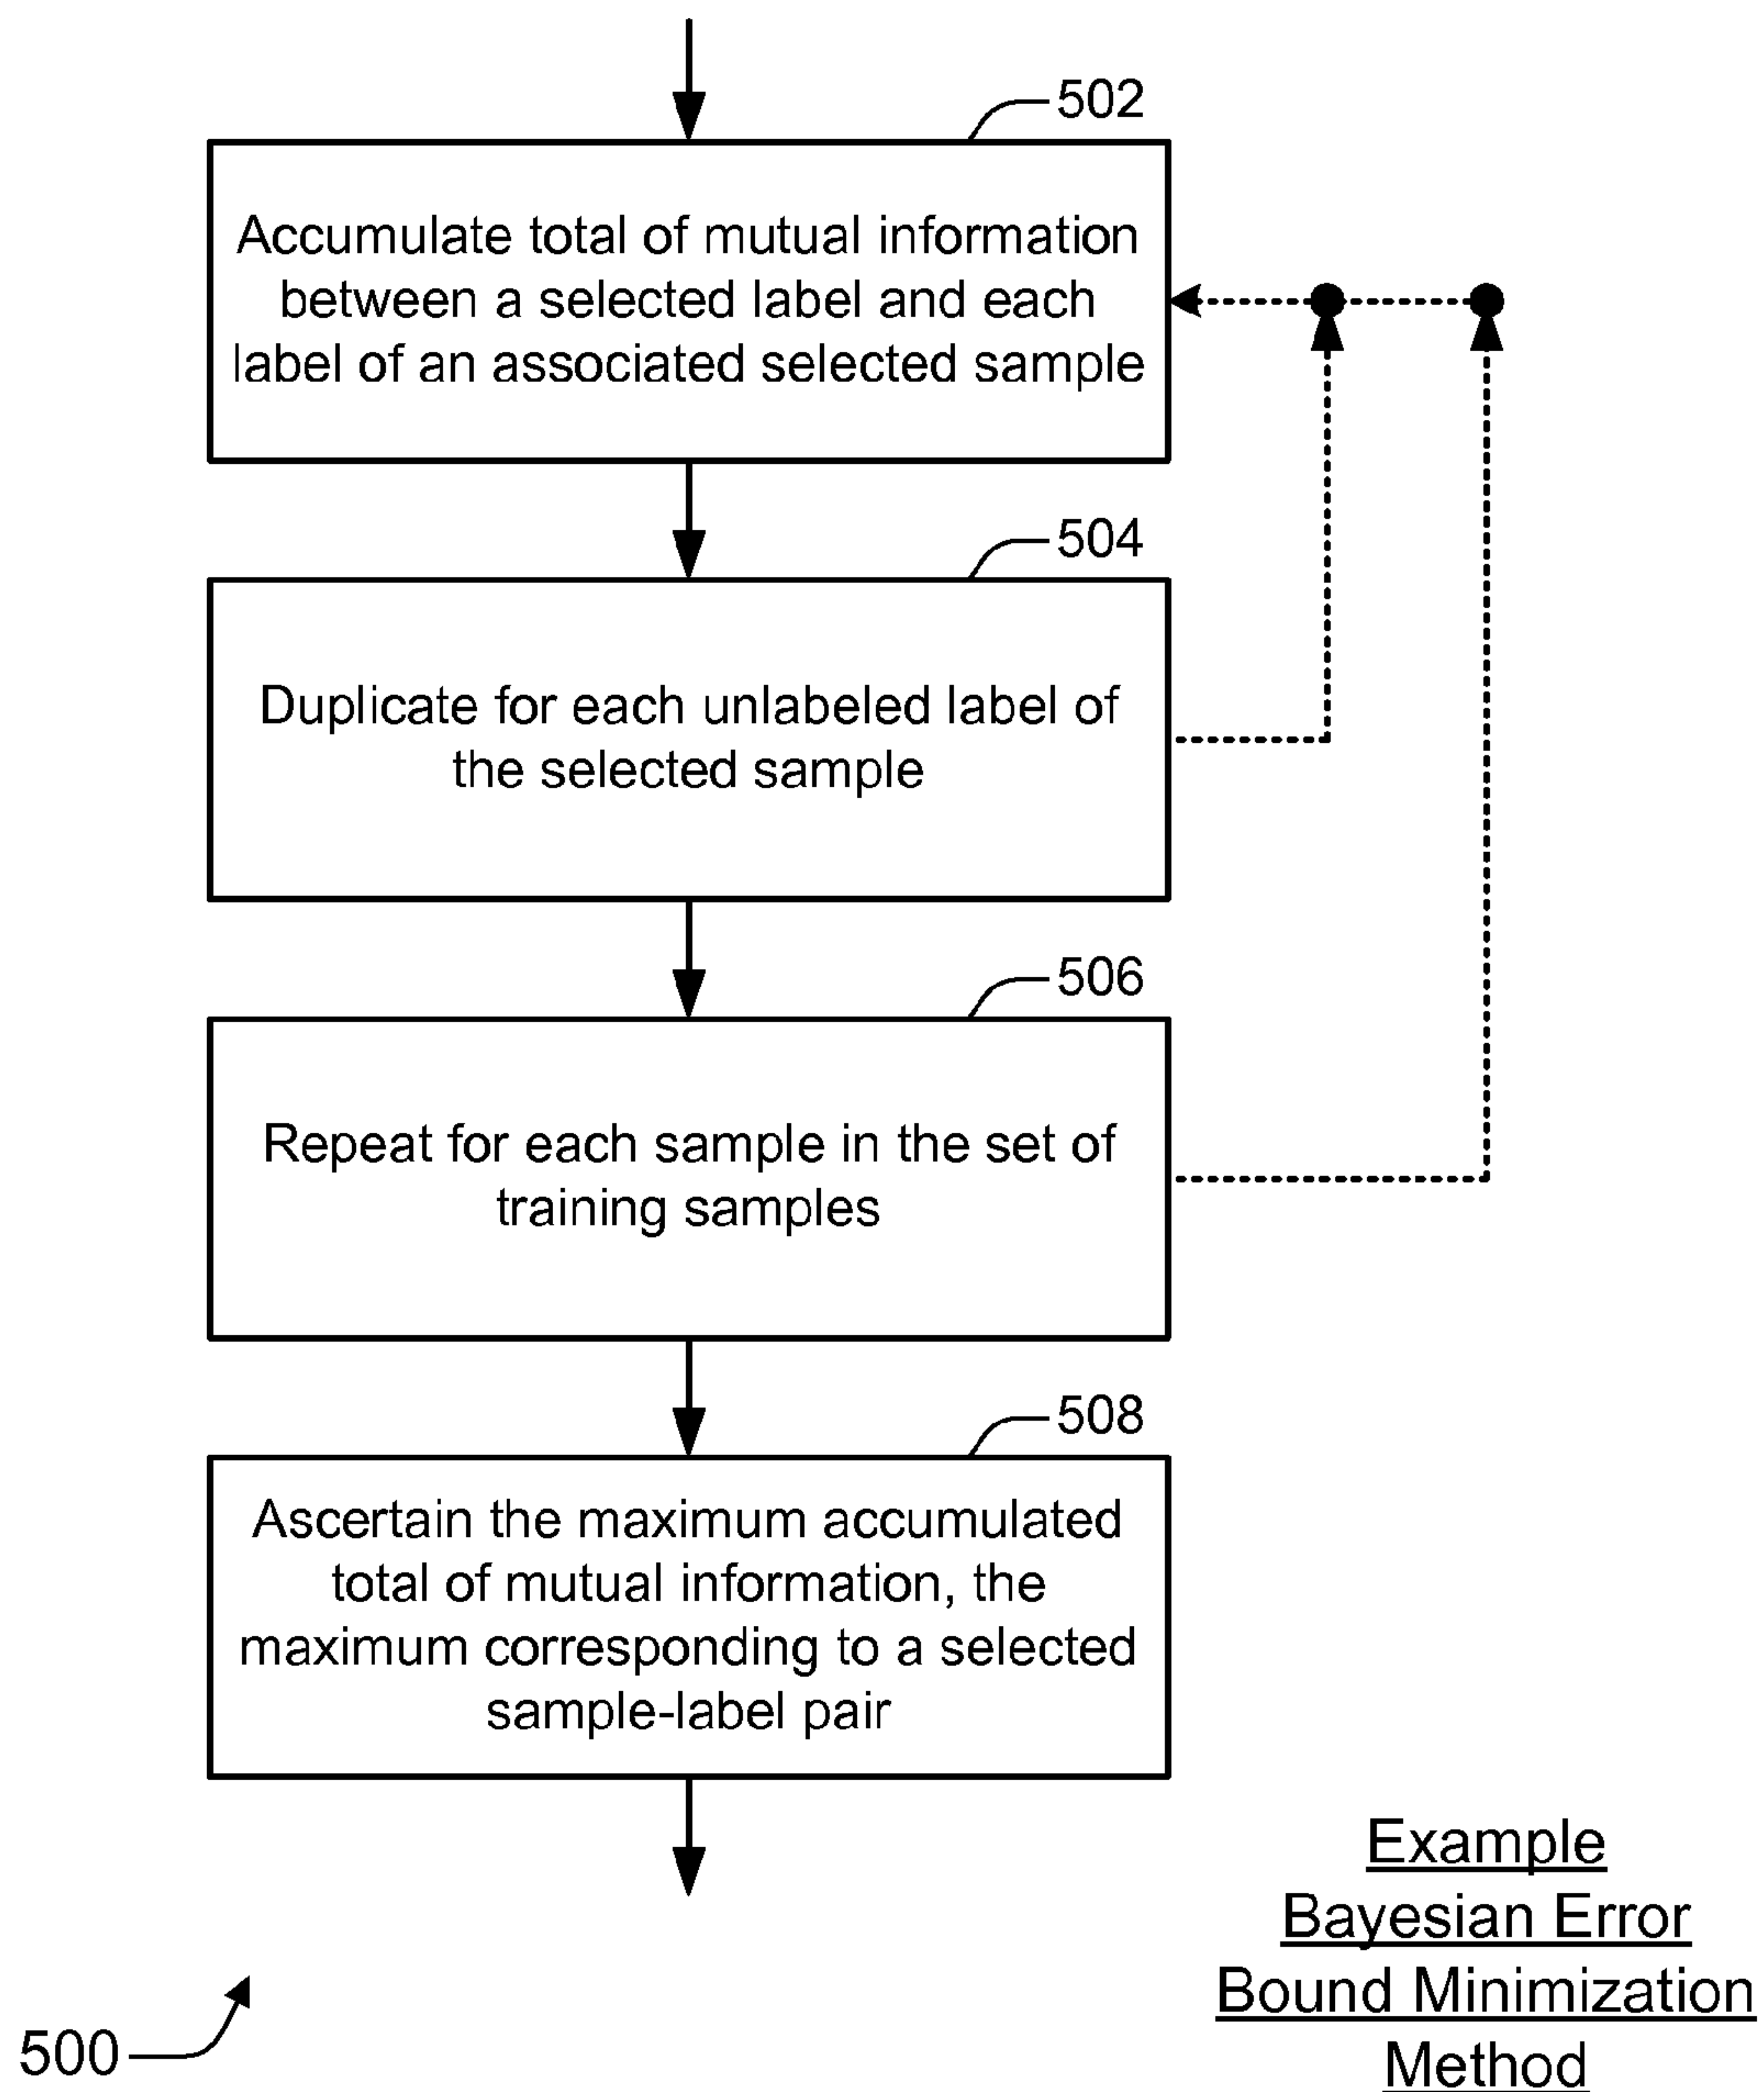 502
Accumulate total of mutual information
between a selected label and each
label of an associated selected sample
504
Duplicate for each unlabeled label of
the selected sample
506
Repeat for each sample in the set of
training samples
508
Ascertain the maximum accumulated
total of mutual information, the
maximum corresponding to a selected
sample-label pair
500
Example
Bayesian Error
Bound Minimization
Method